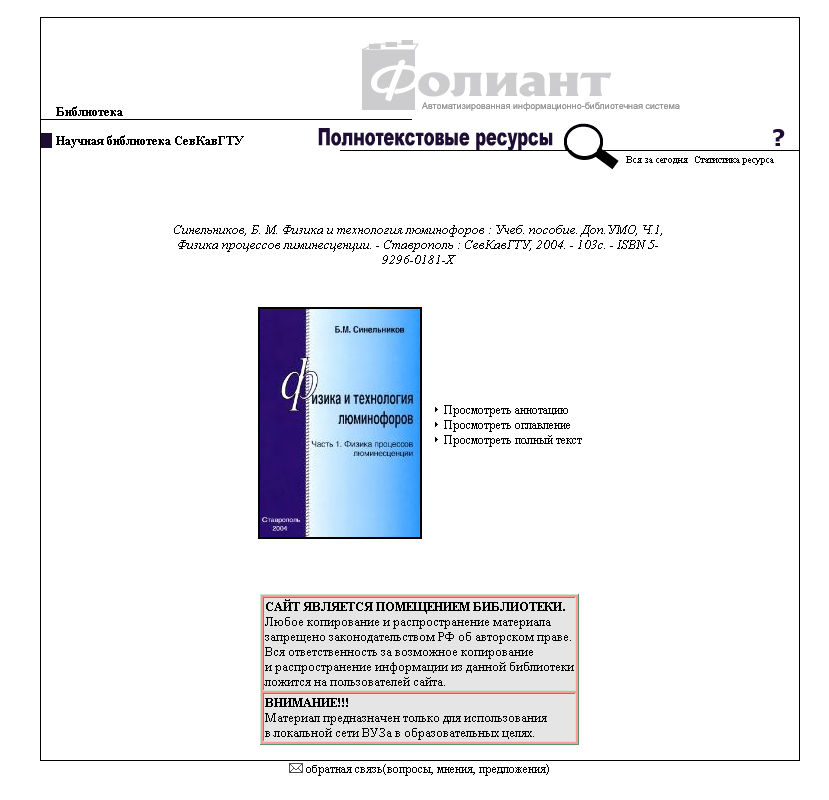 Фолиант
Автоматизированная информационно-библиотечная система
Библиотека
Научная библиотека СевКавГТУ
Полнотекстовые ресурсы
?
Вся за сегодня Статистика ресурса
Синельников, Б. М. Физика и технология люминофоров : Учеб. пособие. Доп.УМО, Ч.1,
Физика процессов лиминесценции. - Ставрополь : СевКавГТУ, 2004. - 103с. - ISBN 5-
9296-0181-X
Б.М. Синельников
Физика и технология
люминофоров
Часть 1. Физика процессов
люминесценции
Ставрополь
2004
Просмотреть аннотацию
Просмотреть оглавление
Просмотреть полный текст
САЙТ ЯВЛЯЕТСЯ ПОМЕЩЕНИЕМ БИБЛИОТЕКИ.
Любое копирование и распространение материала
запрещено законодательством РФ об авторском праве.
Вся ответственность за возможное копирование
и распространение информации из данной библиотеки
ложится на пользователей сайта.
ВНИМАНИЕ!!!
Материал предназначен только для использования
в локальной сети ВУЗа в образовательных целях.
обратная связь(вопросы, мнения, предложения)